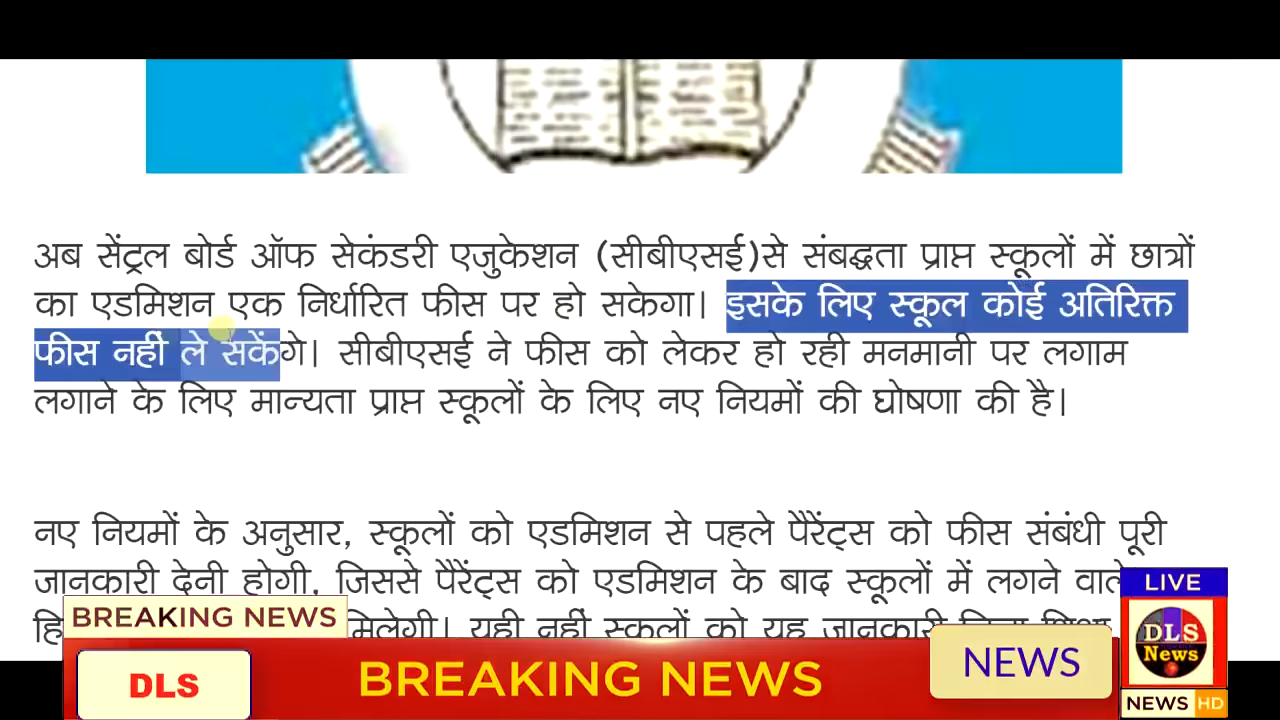 अब सेंट्रल बोर्ड ऑफ सेकंडरी एजुकेशन (सीबीएसई)से संबद्धता प्राप्त स्कूलों में छात्रों
का एडमिशन एक निर्धारित फीस पर हो सकेगा। इसके लिए स्कूल कोई अतिरिक्त
फीस नहीं ले सकेंगे। सीबीएसई ने फीस को लेकर हो रही मनमानी पर लगाम
लगाने के लिए मान्यता प्राप्त स्कूलों के लिए नए नियमों की घोषणा की है।
नए नियमों के अनुसार, स्कूलों को एडमिशन से पहले पैरेंट्स को फीस संबंधी पूरी
जानकारी देनी होगी, जिससे पैरेंट्स को एडमिशन के बाद स्कूलों में लगने वाले
मिलेगी। यही नहीं स्कूलों को यह जानकारी
LIVE
BREAKING NEWS
DLS
News
DLS
BREAKING NEWS
NEWS
NEWS HD